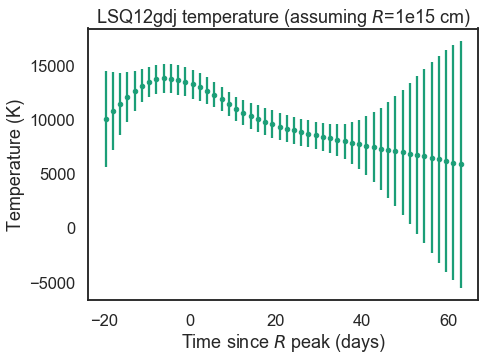 LSQ12gdj temperature (assuming R=1e15 cm)
15000
10000
5000
0
−5000
Temperature (K)
−20 0 20 40 60
Time since R peak (days)